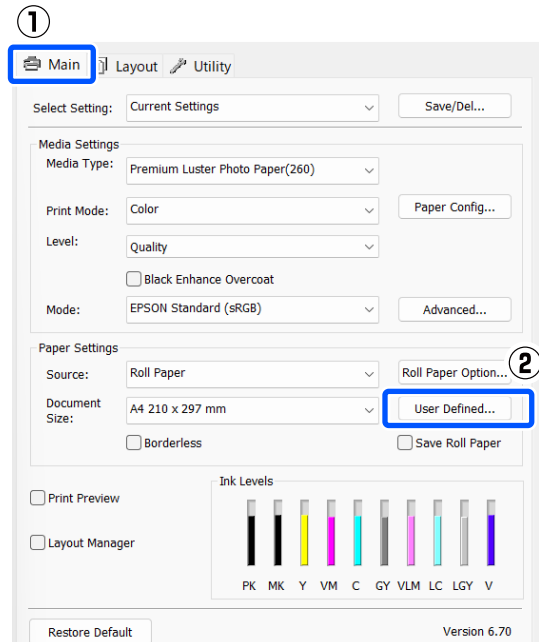 ①
Main Layout Utility
Select Setting: Current Settings Save/Del...
Media Settings
Media Type: Premium Luster Photo Paper(260)
Print Mode: Color Paper Config...
Level: Quality
Black Enhance Overcoat
Mode: EPSON Standard (sRGB) Advanced...
Paper Settings
Source: Roll Paper Roll Paper Option...
②
Document Size: A4 210 x 297 mm User Defined...
Borderless Save Roll Paper
Ink Levels
Print Preview
Layout Manager
PK MK Y VM C GY VLM LC LGY V
Restore Default Version 6.70